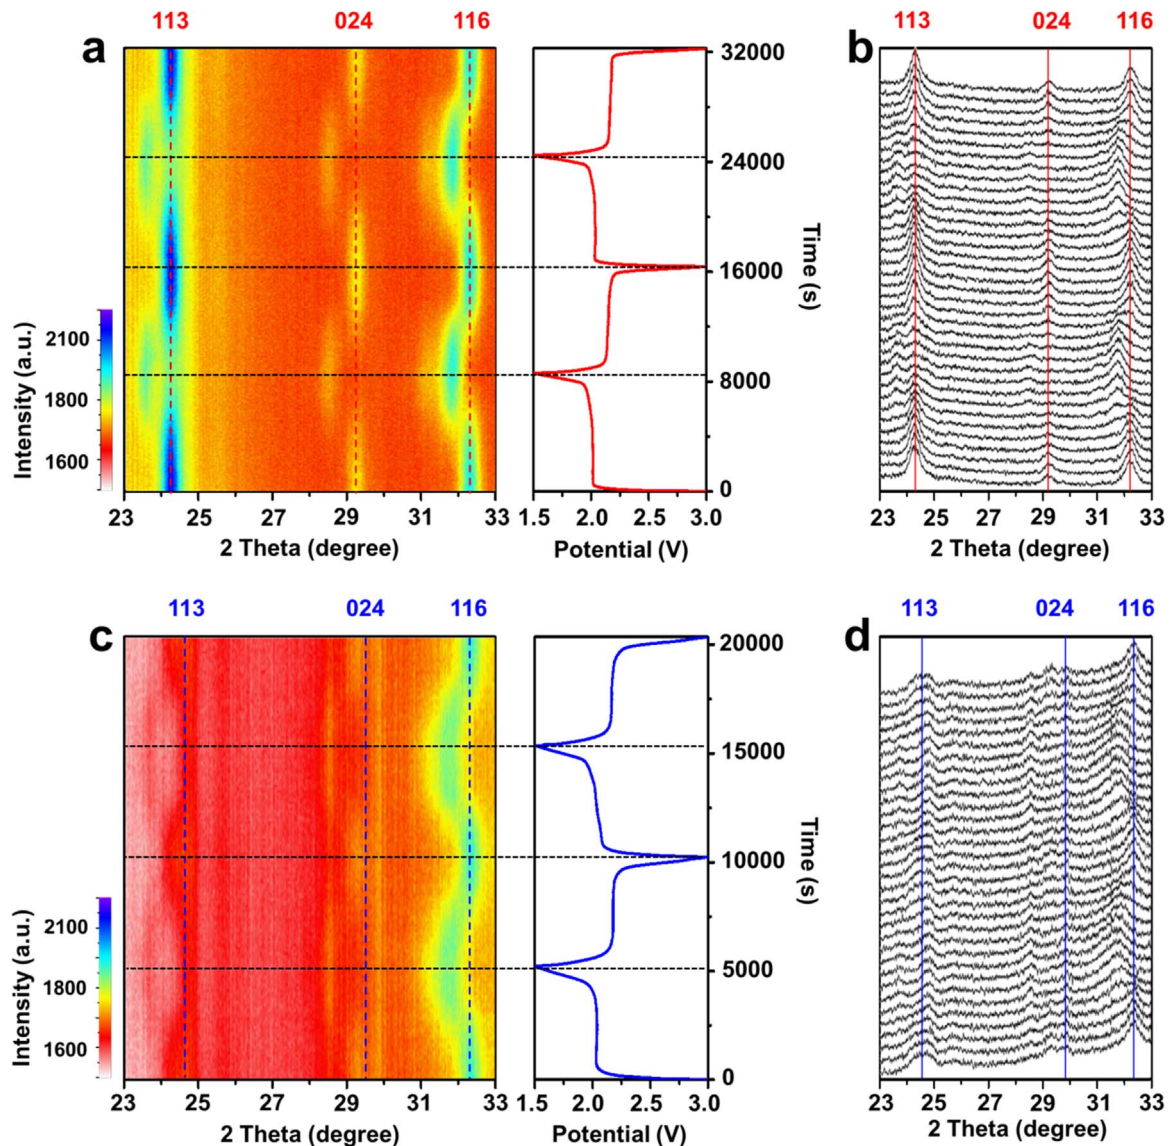 113 024 116
a
32000
24000
16000
8000
0
Time (s)
Intensity (a.u.)
2100
1800
1600
23 25 27 29 31 33
2 Theta (degree)
1.5 2.0 2.5 3.0
Potential (V)
113 024 116
b
23 25 27 29 31 33
2 Theta (degree)
113 024 116
c
20000
15000
10000
5000
0
Time (s)
Intensity (a.u.)
2100
1800
1600
23 25 27 29 31 33
2 Theta (degree)
1.5 2.0 2.5 3.0
Potential (V)
113 024 116
d
23 25 27 29 31 33
2 Theta (degree)